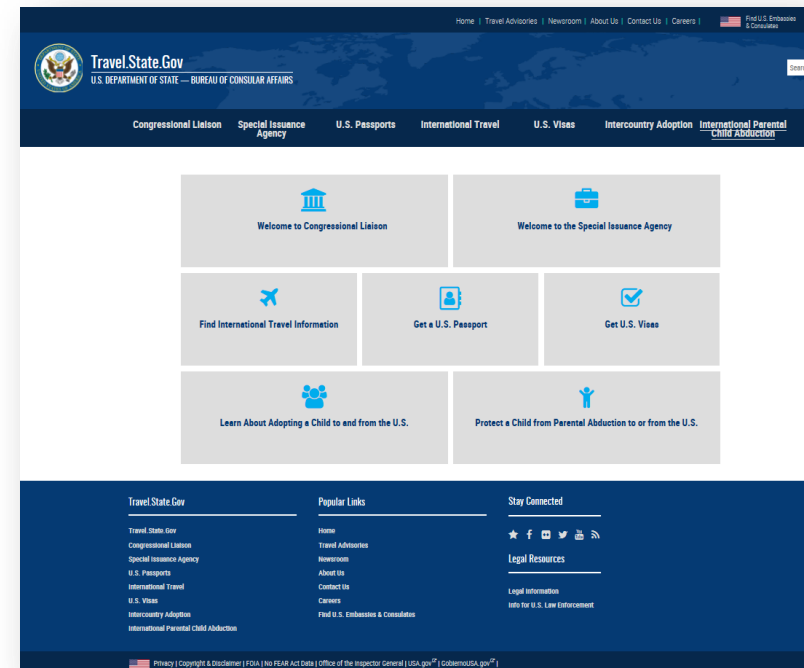 Home | Travel Advisories | Newsroom | About Us | Contact Us | Careers |
Find U.S. Embassies
& Consulates
Travel.State.Gov
U.S. DEPARTMENT OF STATE — BUREAU OF CONSULAR AFFAIRS
Sear
Congressional Liaison
Special Issuance
Agency
U.S. Passports
International Travel
U.S. Visas
Intercountry Adoption
International Parental
Child Abduction
Welcome to Congressional Liaison
Welcome to the Special Issuance Agency
Find International Travel Information
Get a U.S. Passport
Get U.S. Visas
Learn About Adopting a Child to and from the U.S.
Protect a Child from Parental Abduction to or from the U.S.
Travel.State.Gov
Travel.State.Gov
Congressional Liaison
Special Issuance Agency
U.S. Passports
International Travel
U.S. Visas
Intercountry Adoption
International Parental Child Abduction
Popular Links
Home
Travel Advisories
Newsroom
About Us
Contact Us
Careers
Find U.S. Embassies & Consulates
Stay Connected
Legal Resources
Legal Information
Info for U.S. Law Enforcement
Privacy | Copyright & Disclaimer | FOIA | No FEAR Act Data | Office of the Inspector General | USA.gov | GobiernoUSA.gov |